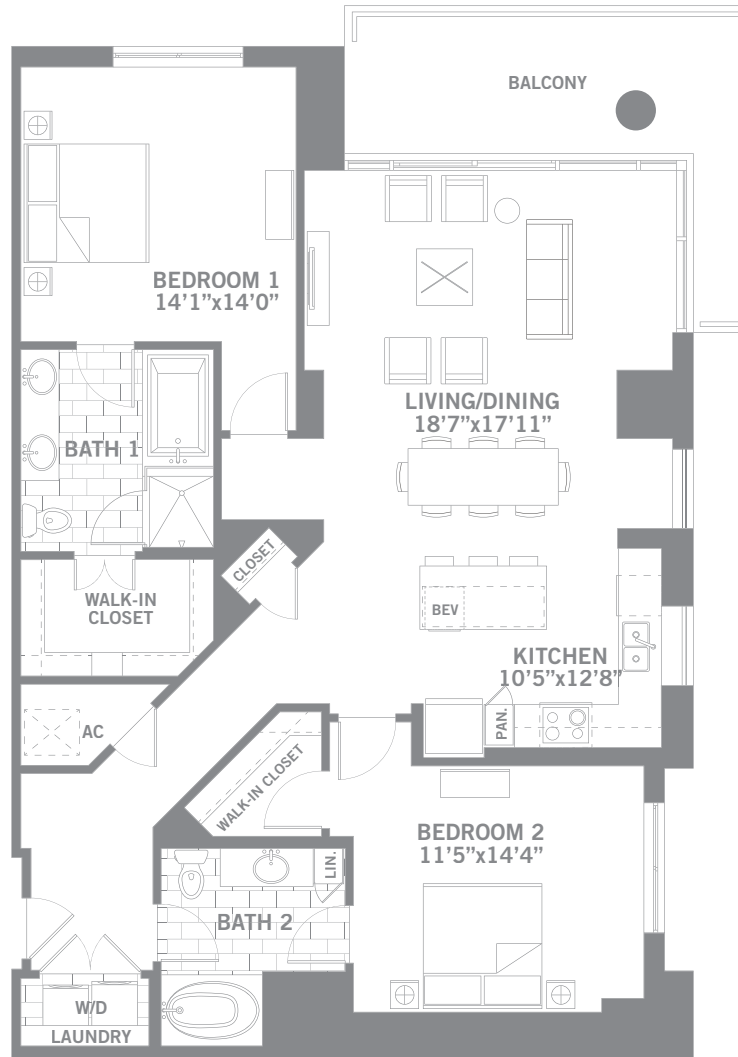 BALCONY
BEDROOM 1
14’1”x14’0”
LIVING/DINING
18’7”x17’11”
BATH 1
CLOSET
WALK-IN
CLOSET
BEV
KITCHEN
10’5”x12’8”
PAN.
AC
WALK-IN CLOSET
BEDROOM 2
11’5”x14’4”
LIN.
BATH 2
W/D
LAUNDRY